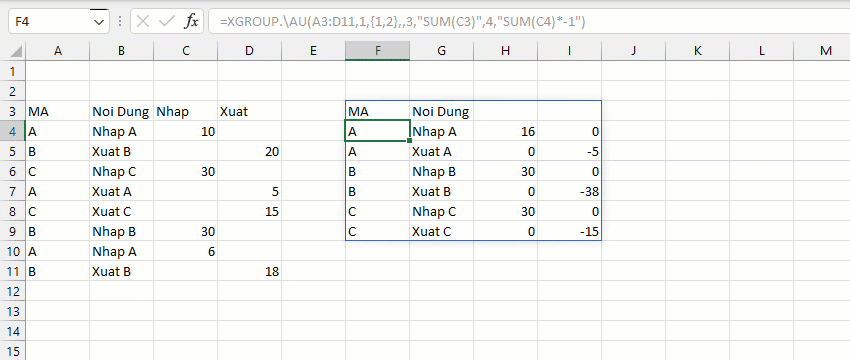 F4 fx =XGROUP.\AU(A3:D11,1,{1,2},,3,"SUM(C3)",4,"SUM(C4)*-1")
A B C D E F G H I J K L M
1
2
3 MA Noi Dung Nhap Xuat MA Noi Dung
4 A Nhap A 10 A Nhap A 16 0
5 B Xuat B 20 A Xuat A 0 -5
6 C Nhap C 30 B Nhap B 30 0
7 A Xuat A 5 B Xuat B 0 -38
8 C Xuat C 15 C Nhap C 30 0
9 B Nhap B 30 C Xuat C 0 -15
10 A Nhap A 6
11 B Xuat B 18
12
13
14
15